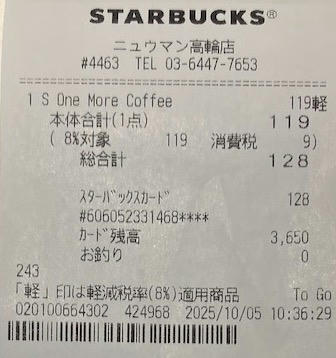 STARBUCKS®
ニュウマン高輪店
#4463 TEL 03-6447-7653
1 S One More Coffee 119軽
本体合計(1点) 119
( 8%対象 119 消費税 9)
総合計 128
スターバックスカード 128
#606052331468****
カード残高 3,650
お釣り 0
243
「軽」印は軽減税率(8%)適用商品 To Go
020100664302 424968 2025/10/05 10:36:29